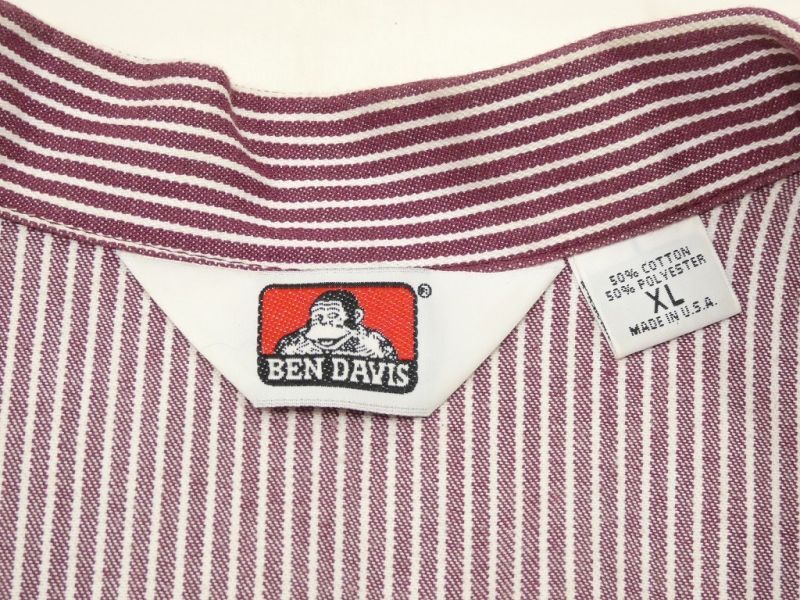 ®
BEN DAVIS
50% COTTON
50% POLYESTER
XL
MADE IN U.S.A.